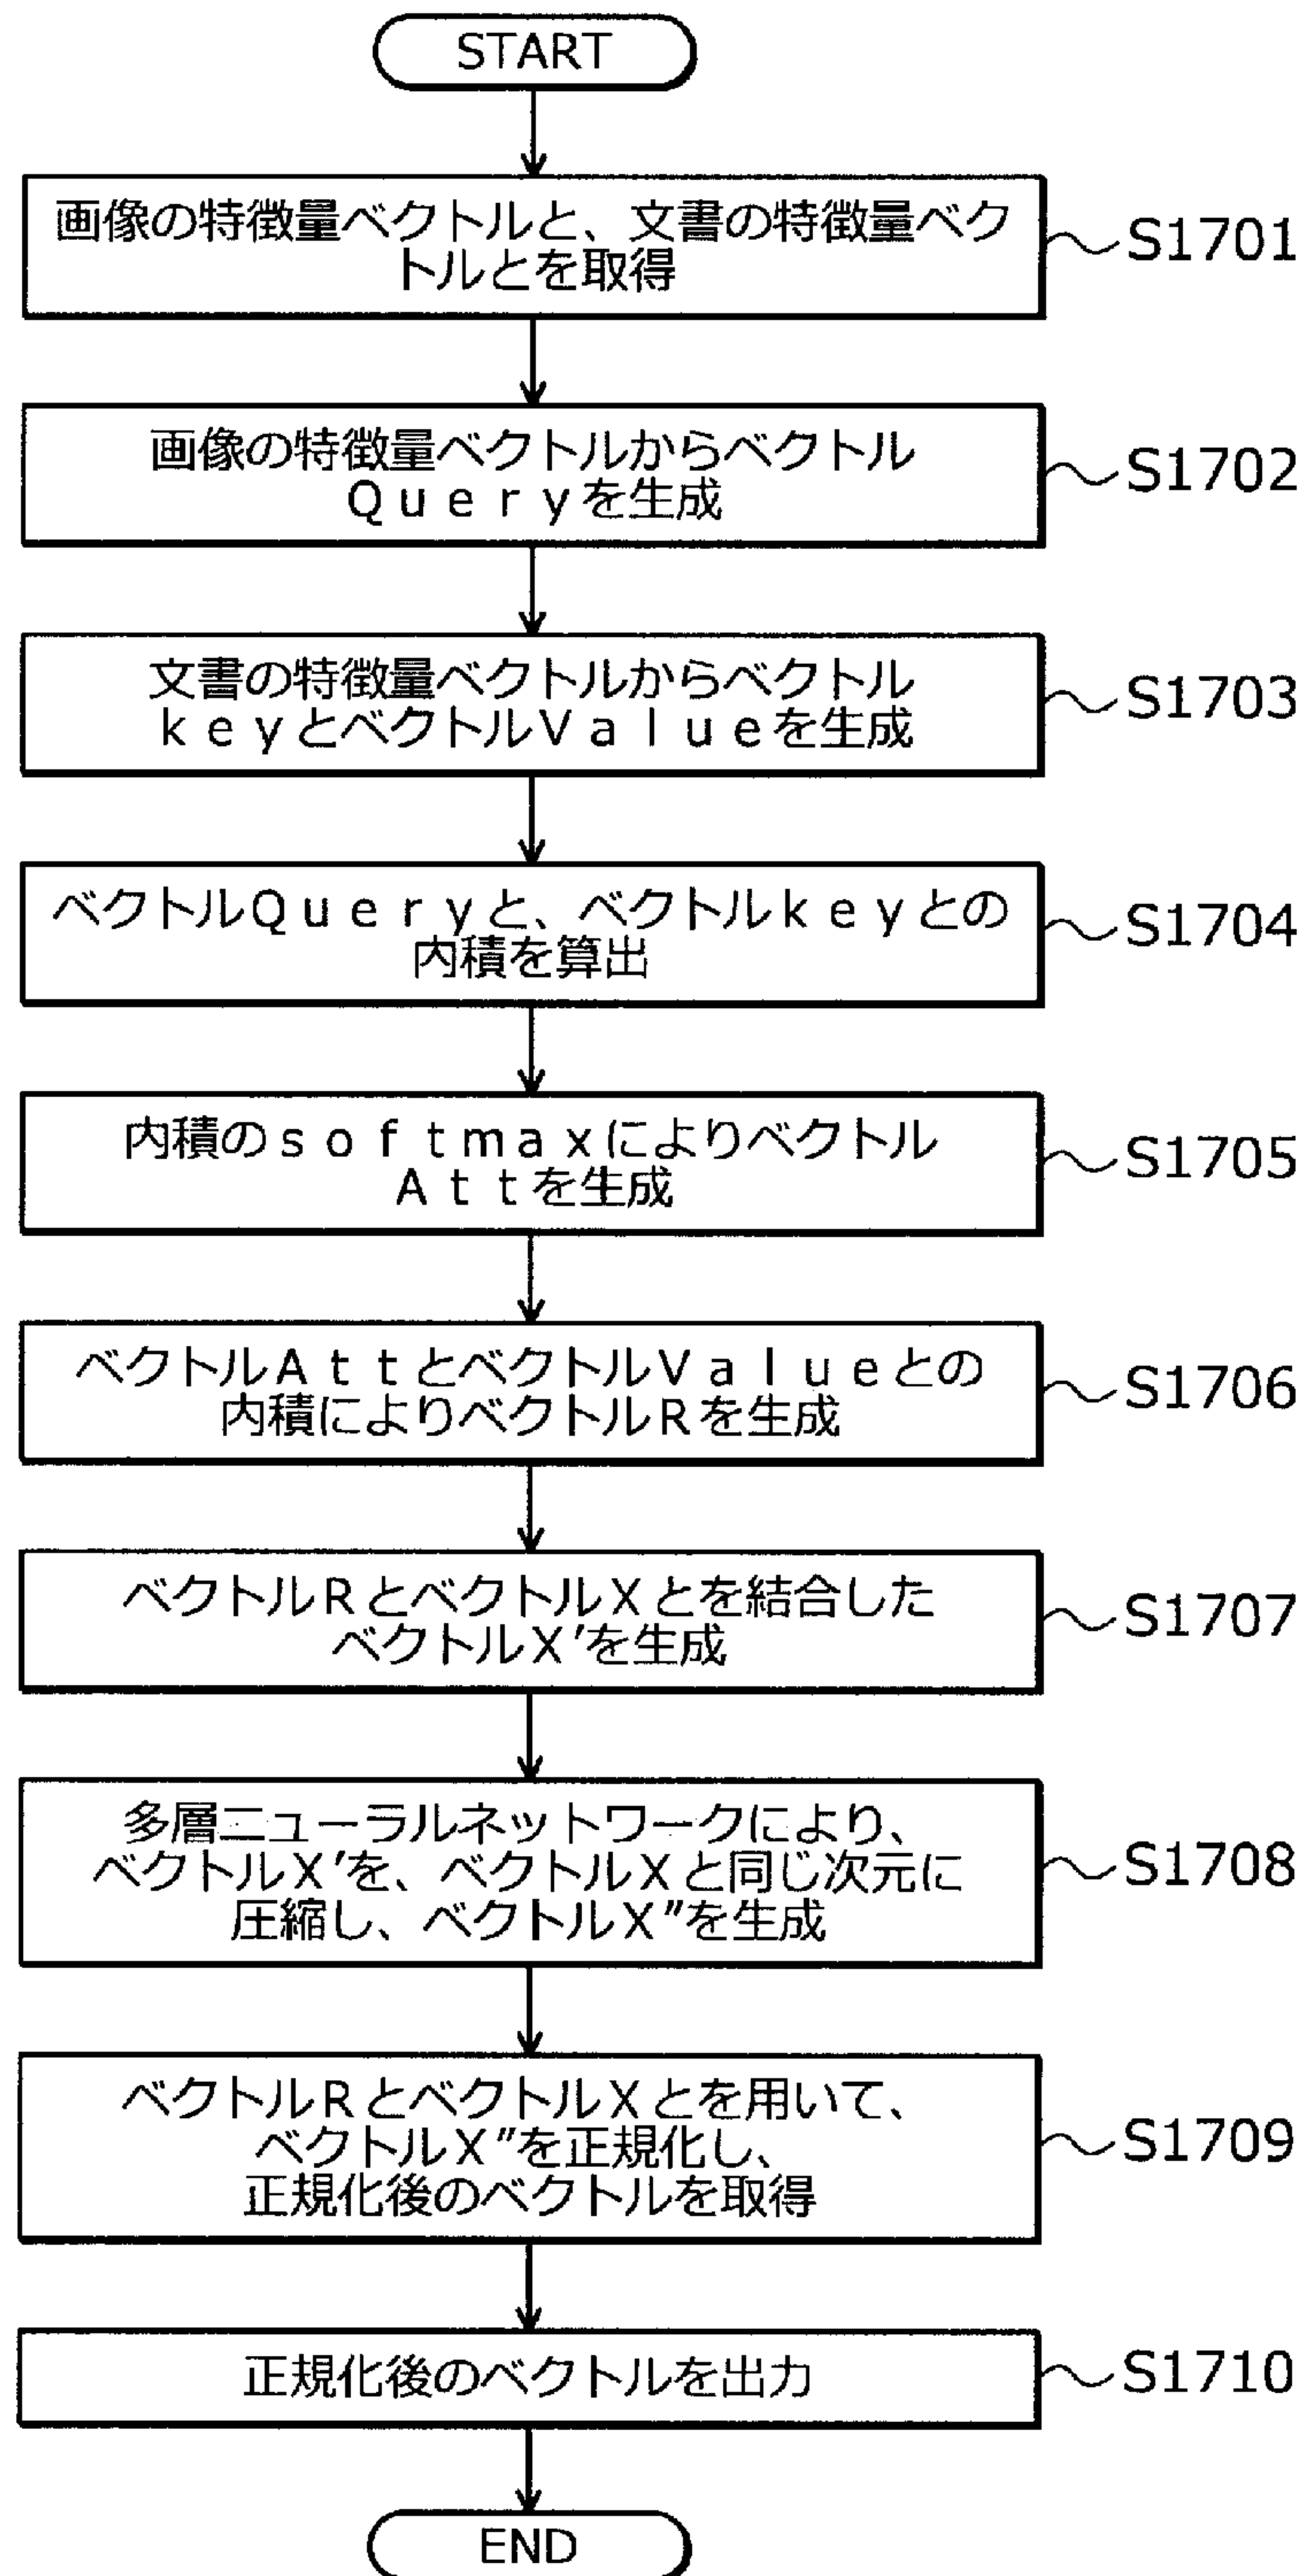 START
画像の特徴量ベクトルと、文書の特徴量ベク
トルとを取得
S1701
画像の特徴量ベクトルからベクトル
Ｑｕｅｒｙを生成
S1702
文書の特徴量ベクトルからベクトル
ｋｅｙとベクトルＶａｌｕｅを生成
S1703
ベクトルＱｕｅｒｙと、ベクトルｋｅｙとの
内積を算出
S1704
内積のｓｏｆｔｍａｘによりベクトル
Ａｔｔを生成
S1705
ベクトルＡｔｔとベクトルＶａｌｕｅとの
内積によりベクトルＲを生成
S1706
ベクトルＲとベクトルＸとを結合した
ベクトルＸ’を生成
S1707
多層ニューラルネットワークにより、
ベクトルＸ’を、ベクトルＸと同じ次元に
圧縮し、ベクトルＸ”を生成
S1708
ベクトルＲとベクトルＸとを用いて、
ベクトルＸ”を正規化し、
正規化後のベクトルを取得
S1709
正規化後のベクトルを出力
S1710
END